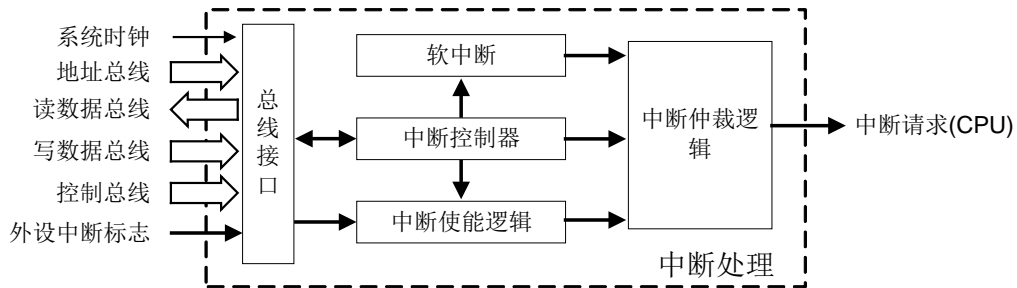 系统时钟
地址总线
读数据总线
写数据总线
控制总线
外设中断标志
总
线
接
口
软中断
中断控制器
中断使能逻辑
中断仲裁逻
辑
中断请求(CPU)
中断处理